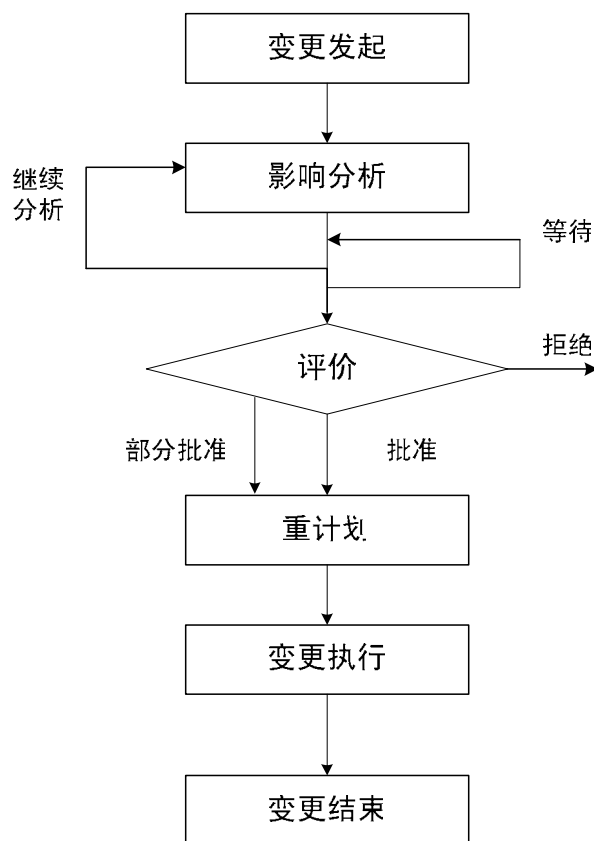 变更发起
影响分析
继续
分析
等待
评价
拒绝
部分批准
批准
重计划
变更执行
变更结束